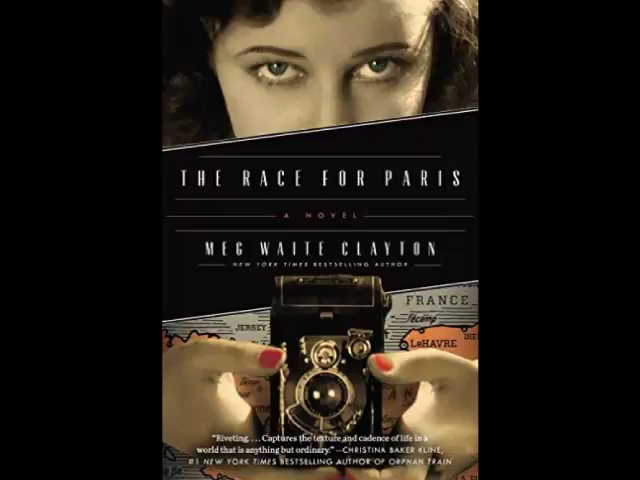 THE RACE FOR PARIS
A NOVEL
MEG WAITE CLAYTON
NEW YORK TIMES BESTSELLING AUTHOR
FRANCE
Fécamp
JERSEY
LeHAVRE
"Riveting. . . . Captures the texture and cadence of life in a
world that is anything but ordinary." —CHRISTINA BAKER KLINE,
#1 NEW YORK TIMES BESTSELLING AUTHOR OF ORPHAN TRAIN